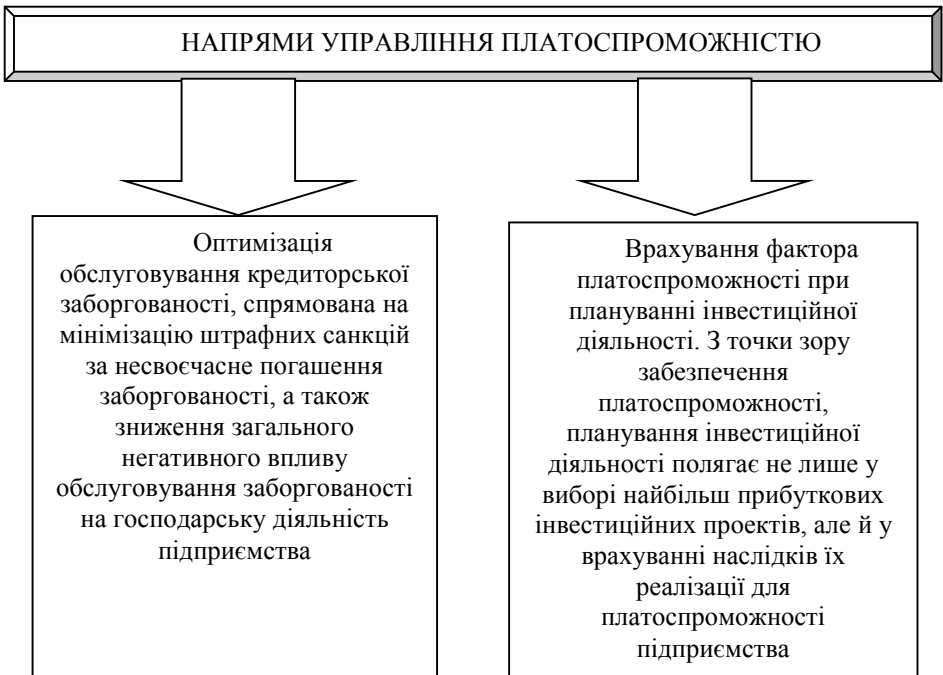 НАПРЯМИ УПРАВЛІННЯ ПЛАТОСПРОМОЖНІСТЮ
Оптимізація
обслуговування кредиторської
заборгованості, спрямована на
мінімізацію штрафних санкцій
за несвоєчасне погашення
заборгованості, а також
зниження загального
негативного впливу
обслуговування заборгованості
на господарську діяльність
підприємства
Врахування фактора
платоспроможності при
плануванні інвестиційної
діяльності. З точки зору
забезпечення
платоспроможності,
планування інвестиційної
діяльності полягає не лише у
виборі найбільш прибуткових
інвестиційних проектів, але й у
врахуванні наслідків їх
реалізації для
платоспроможності
підприємства